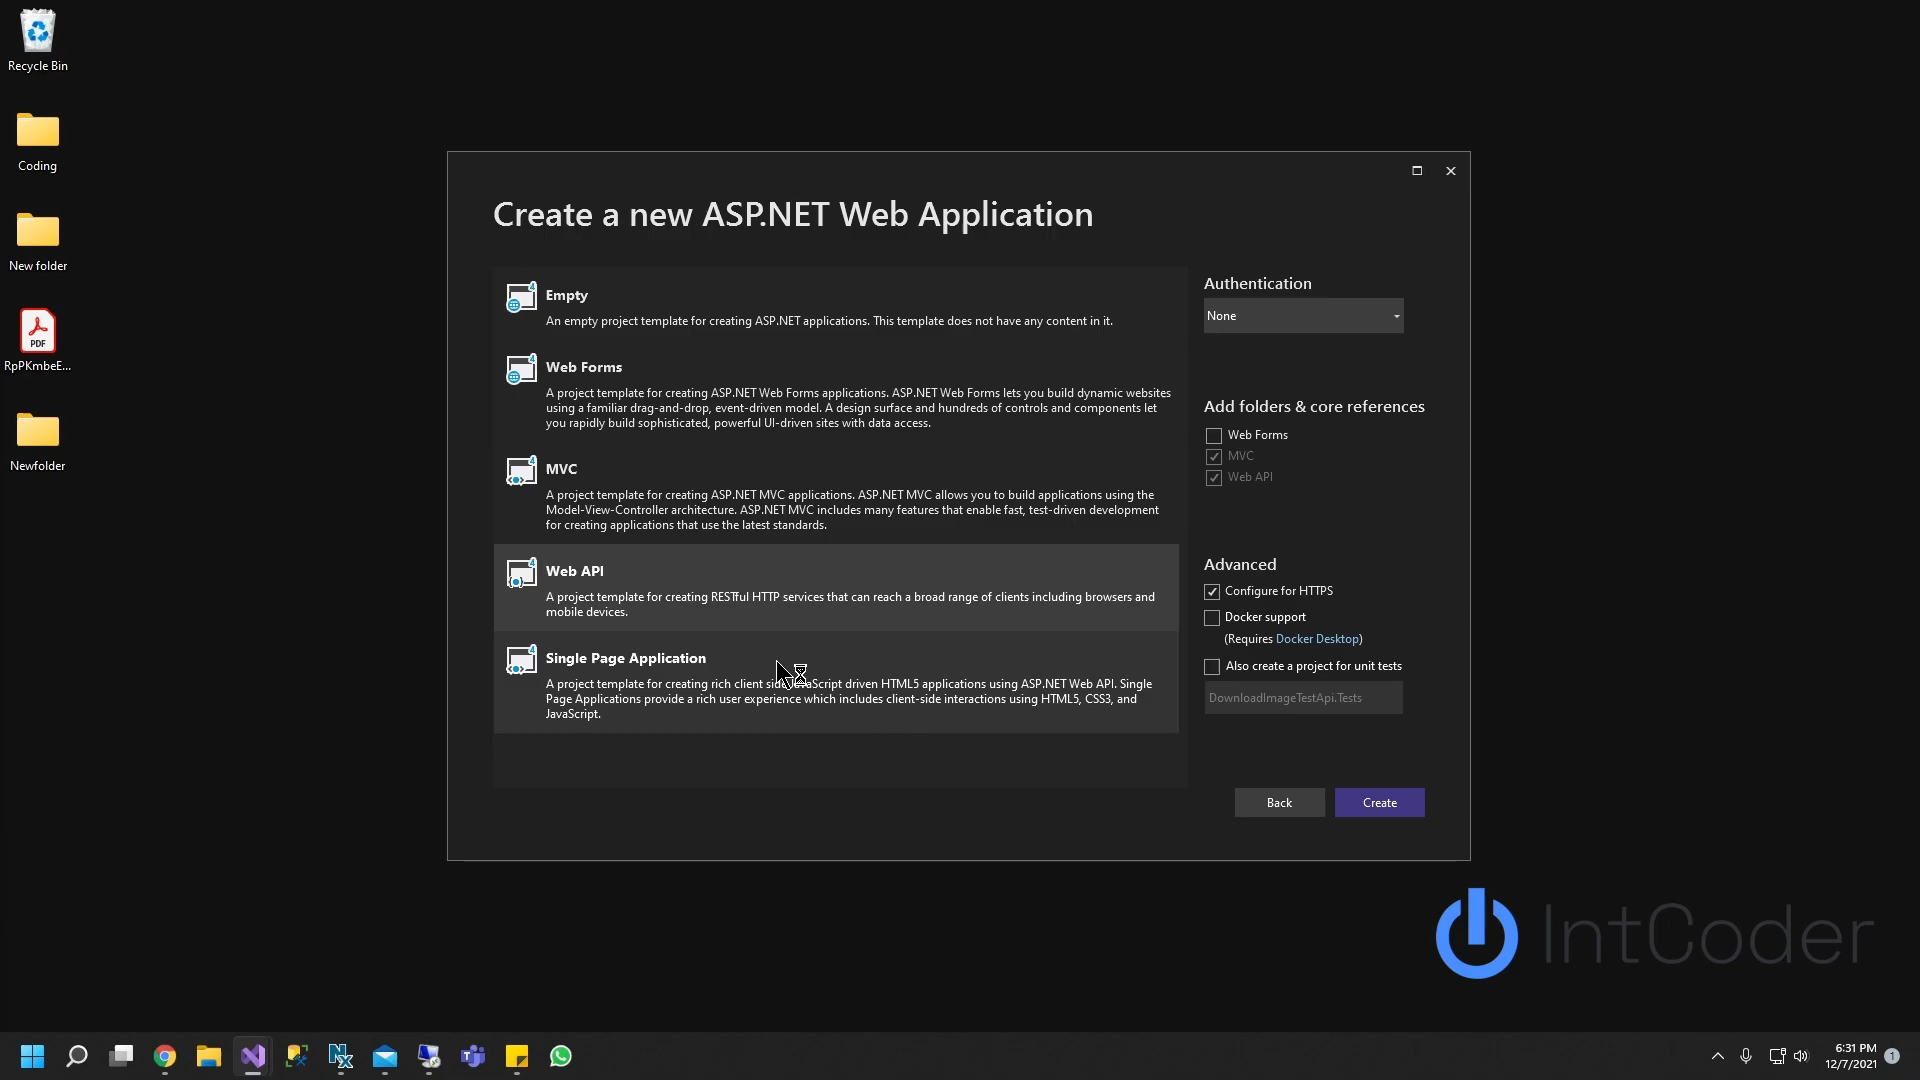 Recycle Bin
Coding
New folder
PDF
RpPKmbeE...
Newfolder
Create a new ASP.NET Web Application
Empty
An empty project template for creating ASP.NET applications. This template does not have any content in it.
Web Forms
A project template for creating ASP.NET Web Forms applications. ASP.NET Web Forms lets you build dynamic websites
using a familiar drag-and-drop, event-driven model. A design surface and hundreds of controls and components let
you rapidly build sophisticated, powerful UI-driven sites with data access.
MVC
A project template for creating ASP.NET MVC applications. ASP.NET MVC allows you to build applications using the
Model-View-Controller architecture. ASP.NET MVC includes many features that enable fast, test-driven development
for creating applications that use the latest standards.
Web API
A project template for creating RESTful HTTP services that can reach a broad range of clients including browsers and
mobile devices.
Single Page Application
A project template for creating rich client side JavaScript driven HTML5 applications using ASP.NET Web API. Single
Page Applications provide a rich user experience which includes client-side interactions using HTML5, CSS3, and
JavaScript.
Authentication
None
Add folders & core references
Web Forms
MVC
Web API
Advanced
Configure for HTTPS
Docker support
(Requires Docker Desktop)
Also create a project for unit tests
DownloadImageTestApi.Tests
Back
Create
IntCoder
6:31 PM
12/7/2021
1